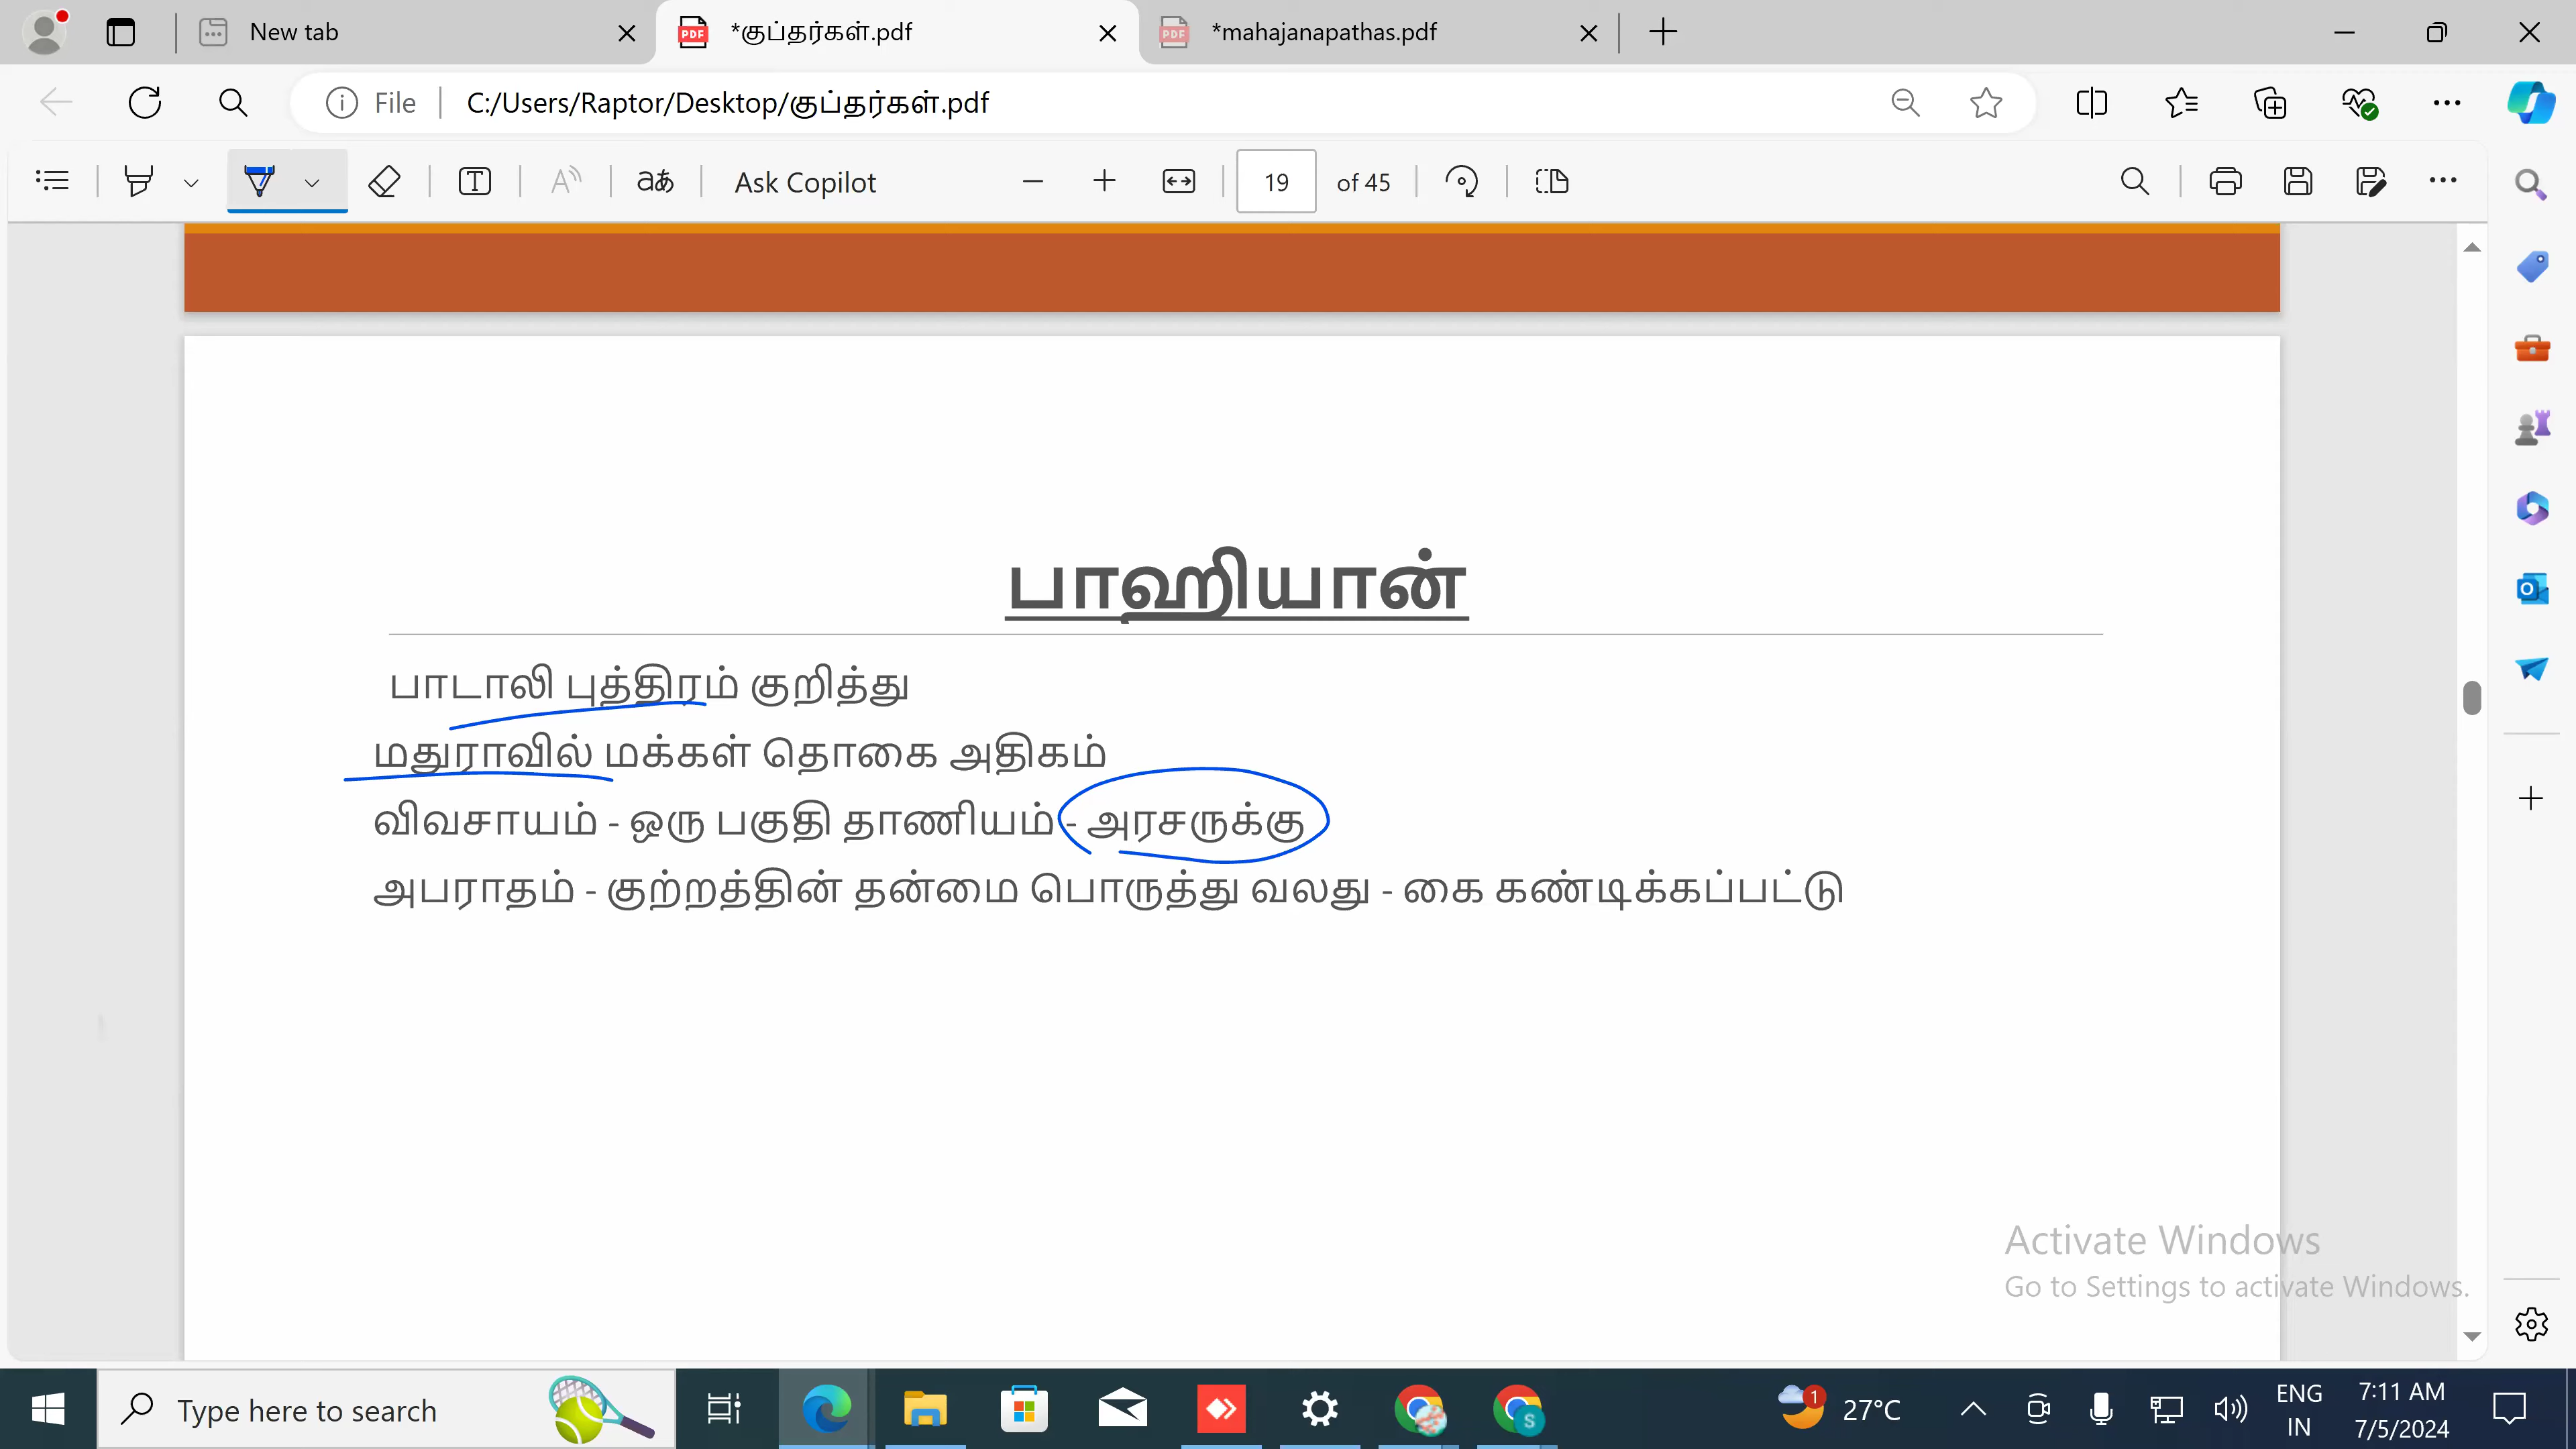 New tab
*குப்தர்கள்.pdf
*mahajanapathas.pdf
File
C:/Users/Raptor/Desktop/குப்தர்கள்.pdf
aあ
Ask Copilot
19
of 45
பாஹியான்
பாடாலி புத்திரம் குறித்து
மதுராவில் மக்கள் தொகை அதிகம்
விவசாயம் - ஒரு பகுதி தாணியம் - அரசருக்கு
அபராதம் - குற்றத்தின் தன்மை பொருத்து வலது - கை கண்டிக்கப்பட்டு
Activate Windows
Go to Settings to activate Windows.
Type here to search
1
27°C
ENG
IN
7:11 AM
7/5/2024